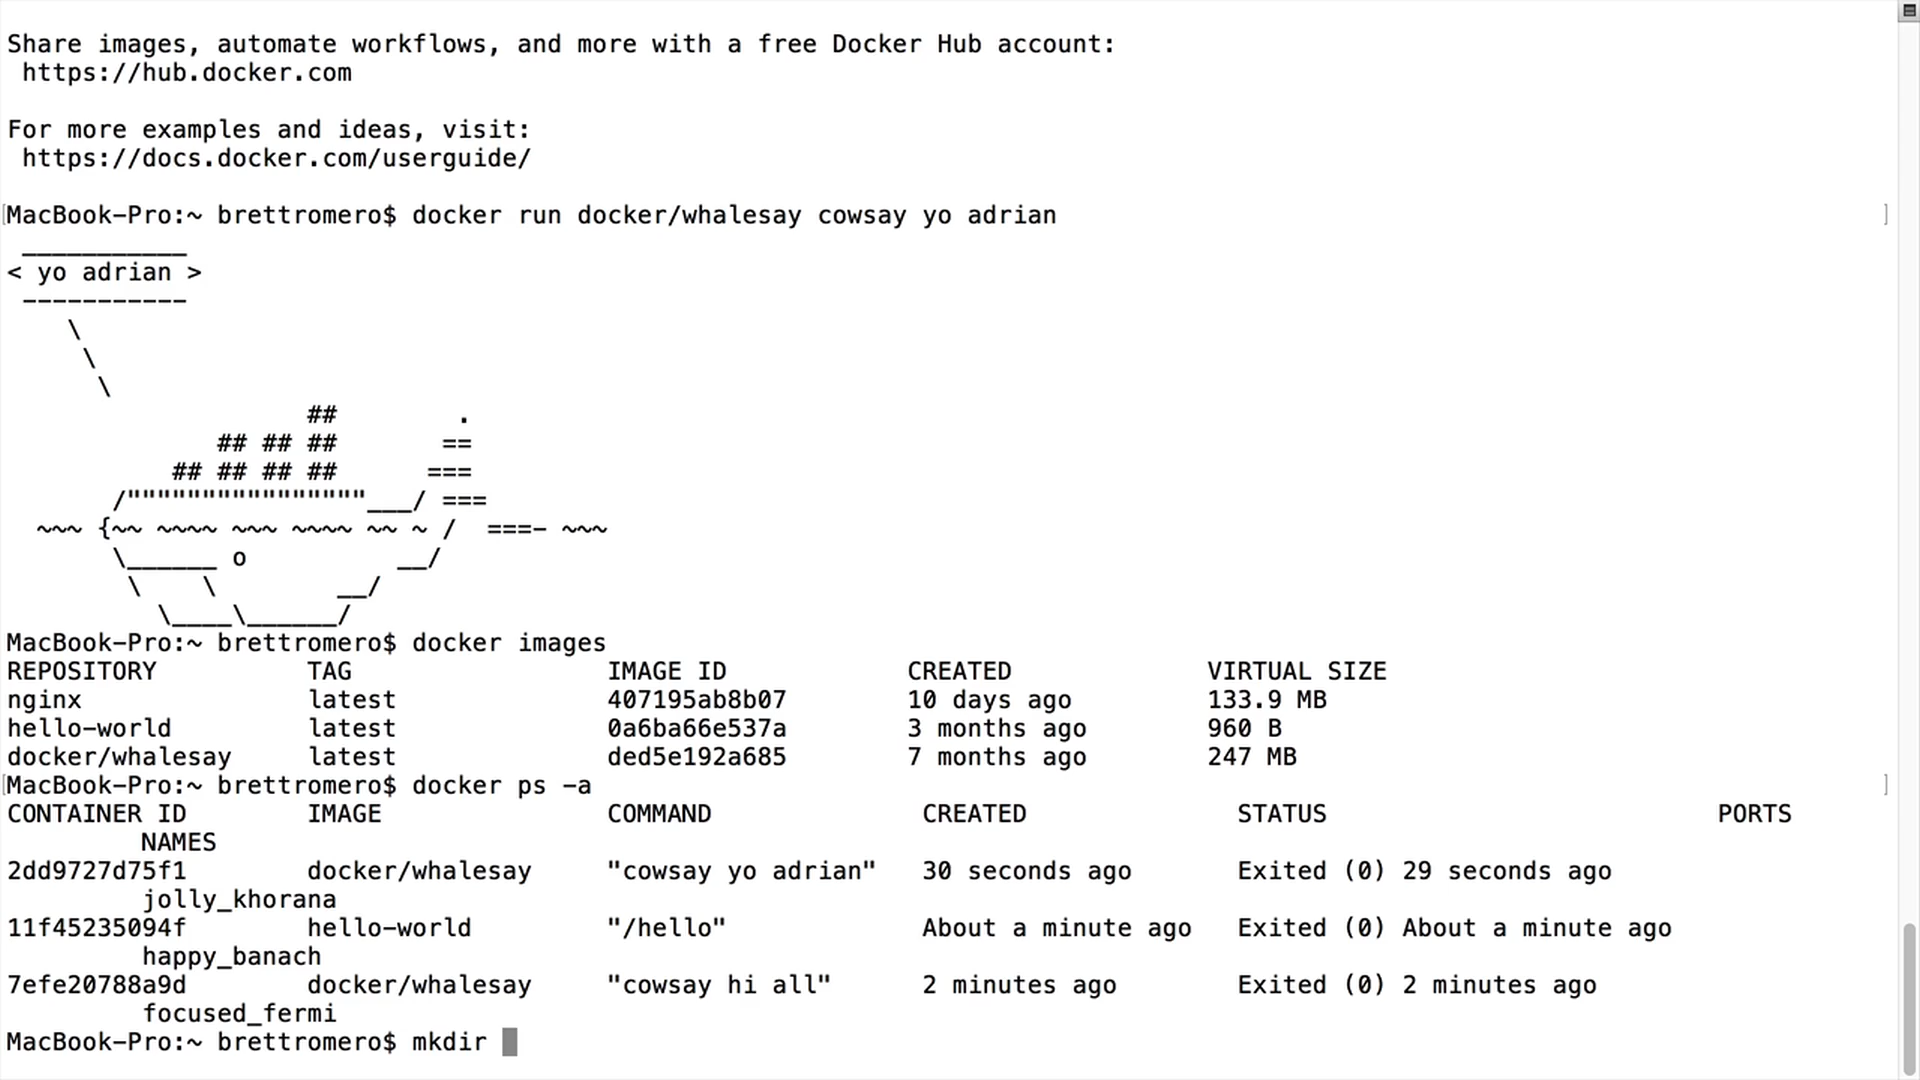 Share images, automate workflows, and more with a free Docker Hub account:
 https://hub.docker.com

For more examples and ideas, visit:
 https://docs.docker.com/userguide/

[MacBook-Pro:~ brettromero$ docker run docker/whalesay cowsay yo adrian ]
 ___________
< yo adrian >
 -----------
    \
     \
      \
                    ##        .
              ## ## ##       ==
           ## ## ## ##      ===
       /""""""""""""""""___/ ===
  ~~~ {~~ ~~~~ ~~~ ~~~~ ~~ ~ /  ===- ~~~
       \______ o          __/
        \    \        __/
          \____\______/
MacBook-Pro:~ brettromero$ docker images
REPOSITORY          TAG                 IMAGE ID            CREATED             VIRTUAL SIZE
nginx               latest              407195ab8b07        10 days ago         133.9 MB
hello-world         latest              0a6ba66e537a        3 months ago        960 B
docker/whalesay     latest              ded5e192a685        7 months ago        247 MB
[MacBook-Pro:~ brettromero$ docker ps -a ]
CONTAINER ID        IMAGE               COMMAND              CREATED              STATUS                          PORTS
         NAMES
2dd9727d75f1        docker/whalesay     "cowsay yo adrian"   30 seconds ago       Exited (0) 29 seconds ago
         jolly_khorana
11f45235094f        hello-world         "/hello"             About a minute ago   Exited (0) About a minute ago
         happy_banach
7efe20788a9d        docker/whalesay     "cowsay hi all"      2 minutes ago        Exited (0) 2 minutes ago
         focused_fermi
MacBook-Pro:~ brettromero$ mkdir